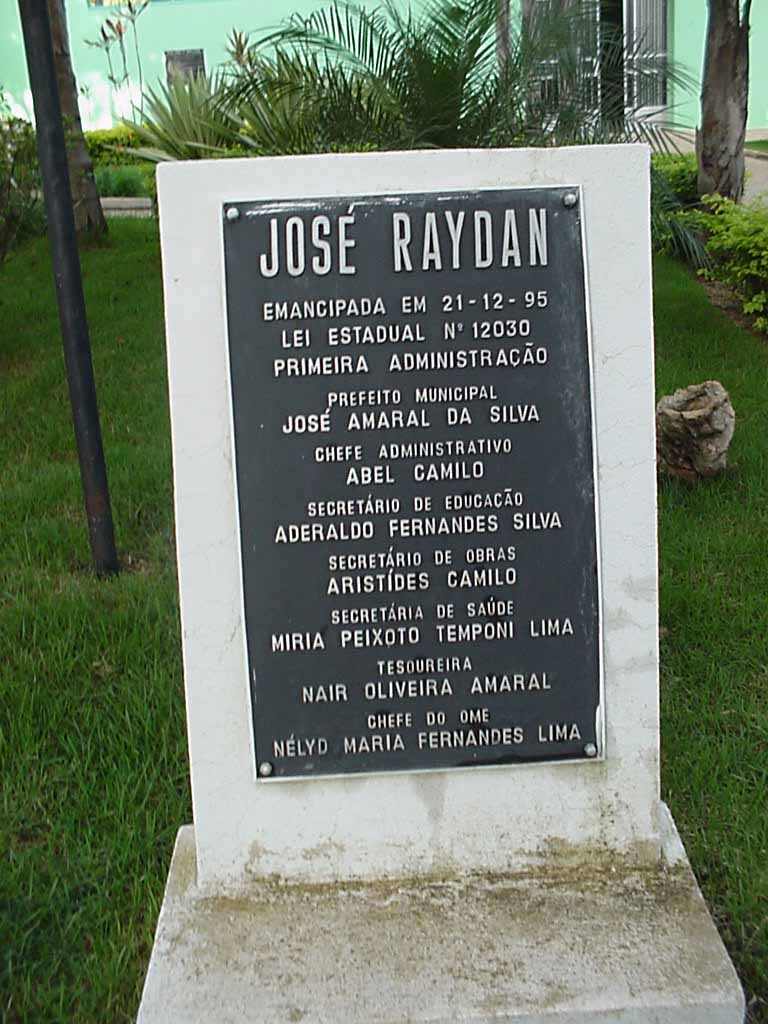 JOSÉ RAYDAN
EMANCIPADA EM 21-12-95
LEI ESTADUAL Nº 12030
PRIMEIRA ADMINISTRAÇÃO
PREFEITO MUNICIPAL
JOSÉ AMARAL DA SILVA
CHEFE ADMINISTRATIVO
ABEL CAMILO
SECRETÁRIO DE EDUCAÇÃO
ADERALDO FERNANDES SILVA
SECRETÁRIO DE OBRAS
ARISTÍDES CAMILO
SECRETÁRIA DE SAÚDE
MIRIA PEIXOTO TEMPONI LIMA
TESOUREIRA
NAIR OLIVEIRA AMARAL
CHEFE DO OME
NÉLYD MARIA FERNANDES LIMA